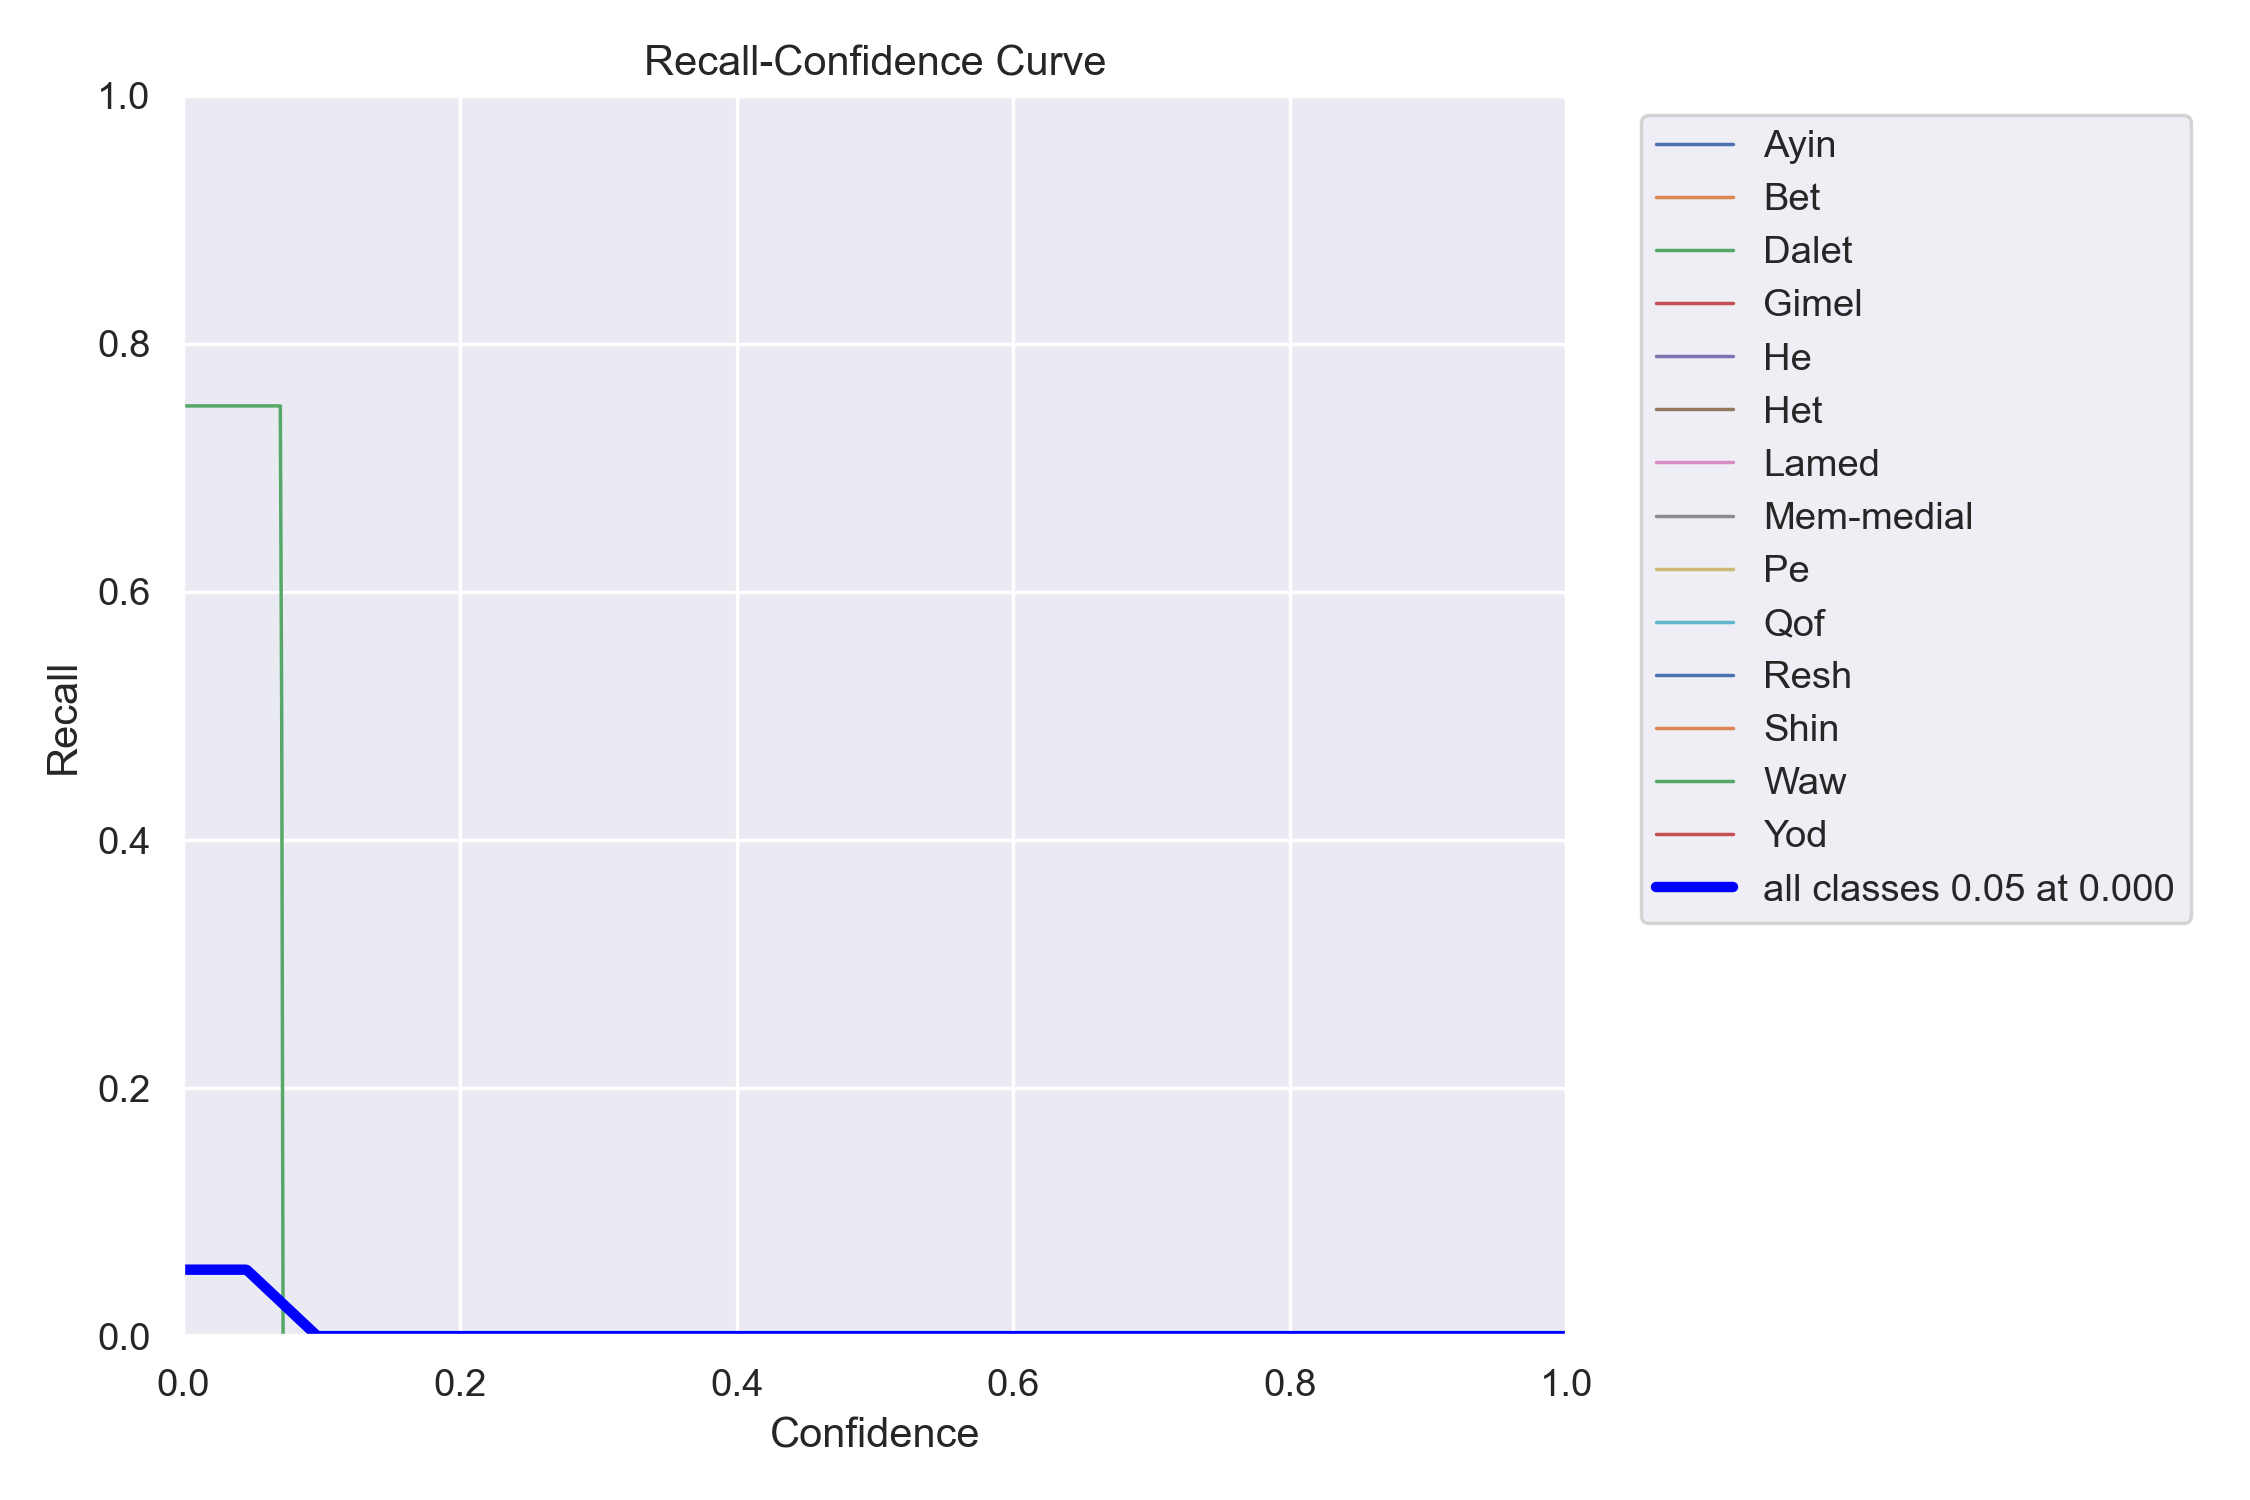 Recall-Confidence Curve
1.0
0.8
0.6
0.4
0.2
0.0
Recall
0.0 0.2 0.4 0.6 0.8 1.0
Confidence
Ayin
Bet
Dalet
Gimel
He
Het
Lamed
Mem-medial
Pe
Qof
Resh
Shin
Waw
Yod
all classes 0.05 at 0.000